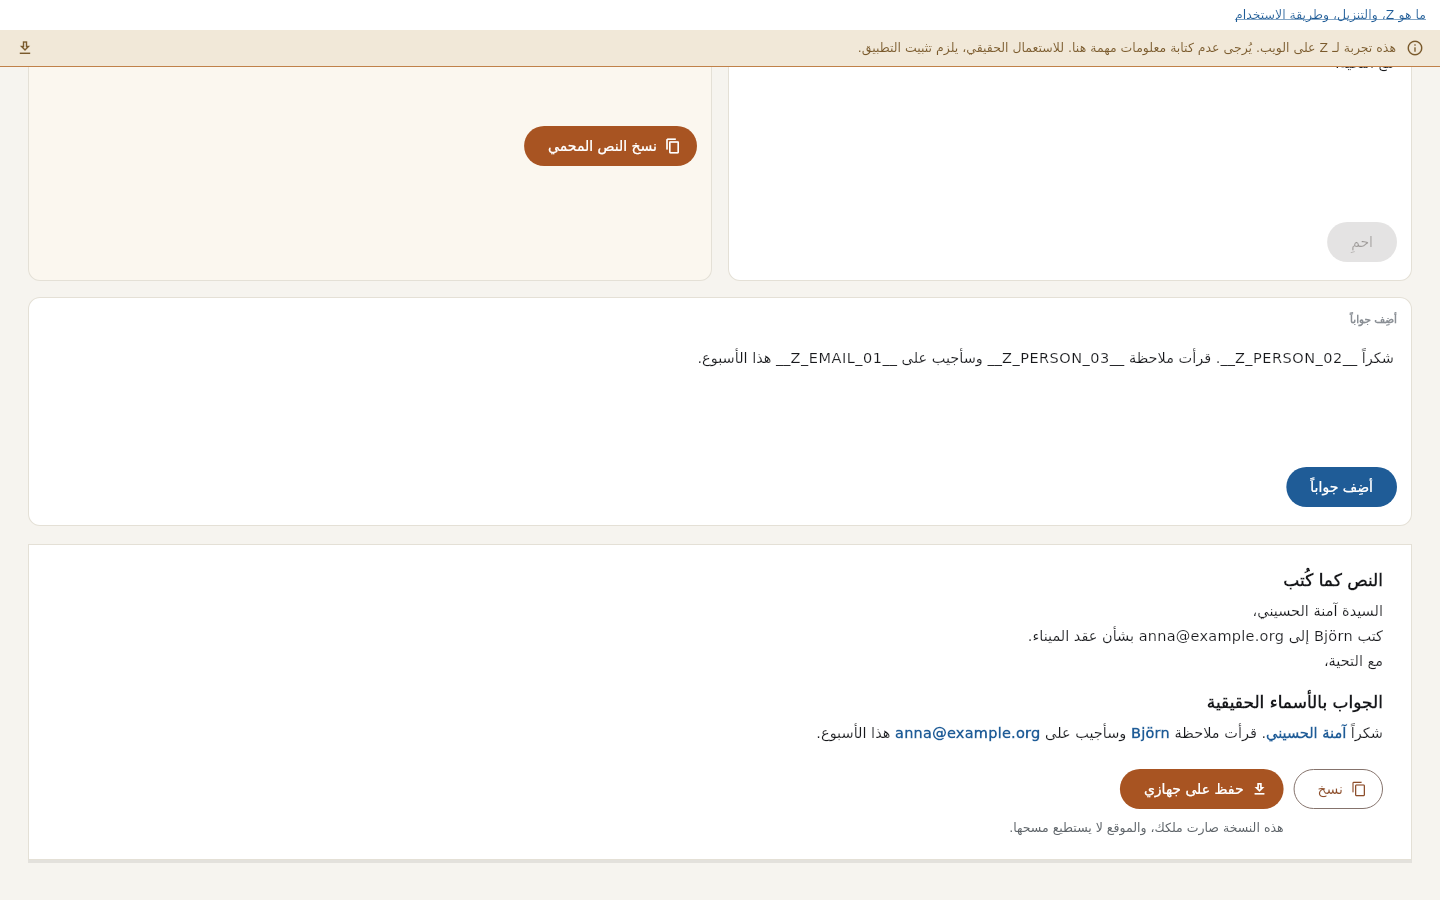 ما هو Z، والتنزيل، وطريقة الاستخدام
هذه تجربة لـ Z على الويب. يُرجى عدم كتابة معلومات مهمة هنا. للاستعمال الحقيقي، يلزم تثبيت التطبيق.
نسخ النص المحمي
احمِ
أضِف جواباً
شكراً __Z_PERSON_02__. قرأت ملاحظة __Z_PERSON_03__ وسأجيب على __Z_EMAIL_01__ هذا الأسبوع.
أضِف جواباً
النص كما كُتب
السيدة آمنة الحسيني،
كتب Björn إلى anna@example.org بشأن عقد الميناء.
مع التحية،
الجواب بالأسماء الحقيقية
شكراً آمنة الحسيني. قرأت ملاحظة Björn وسأجيب على anna@example.org هذا الأسبوع.
نسخ
حفظ على جهازي
هذه النسخة صارت ملكك، والموقع لا يستطيع مسحها.